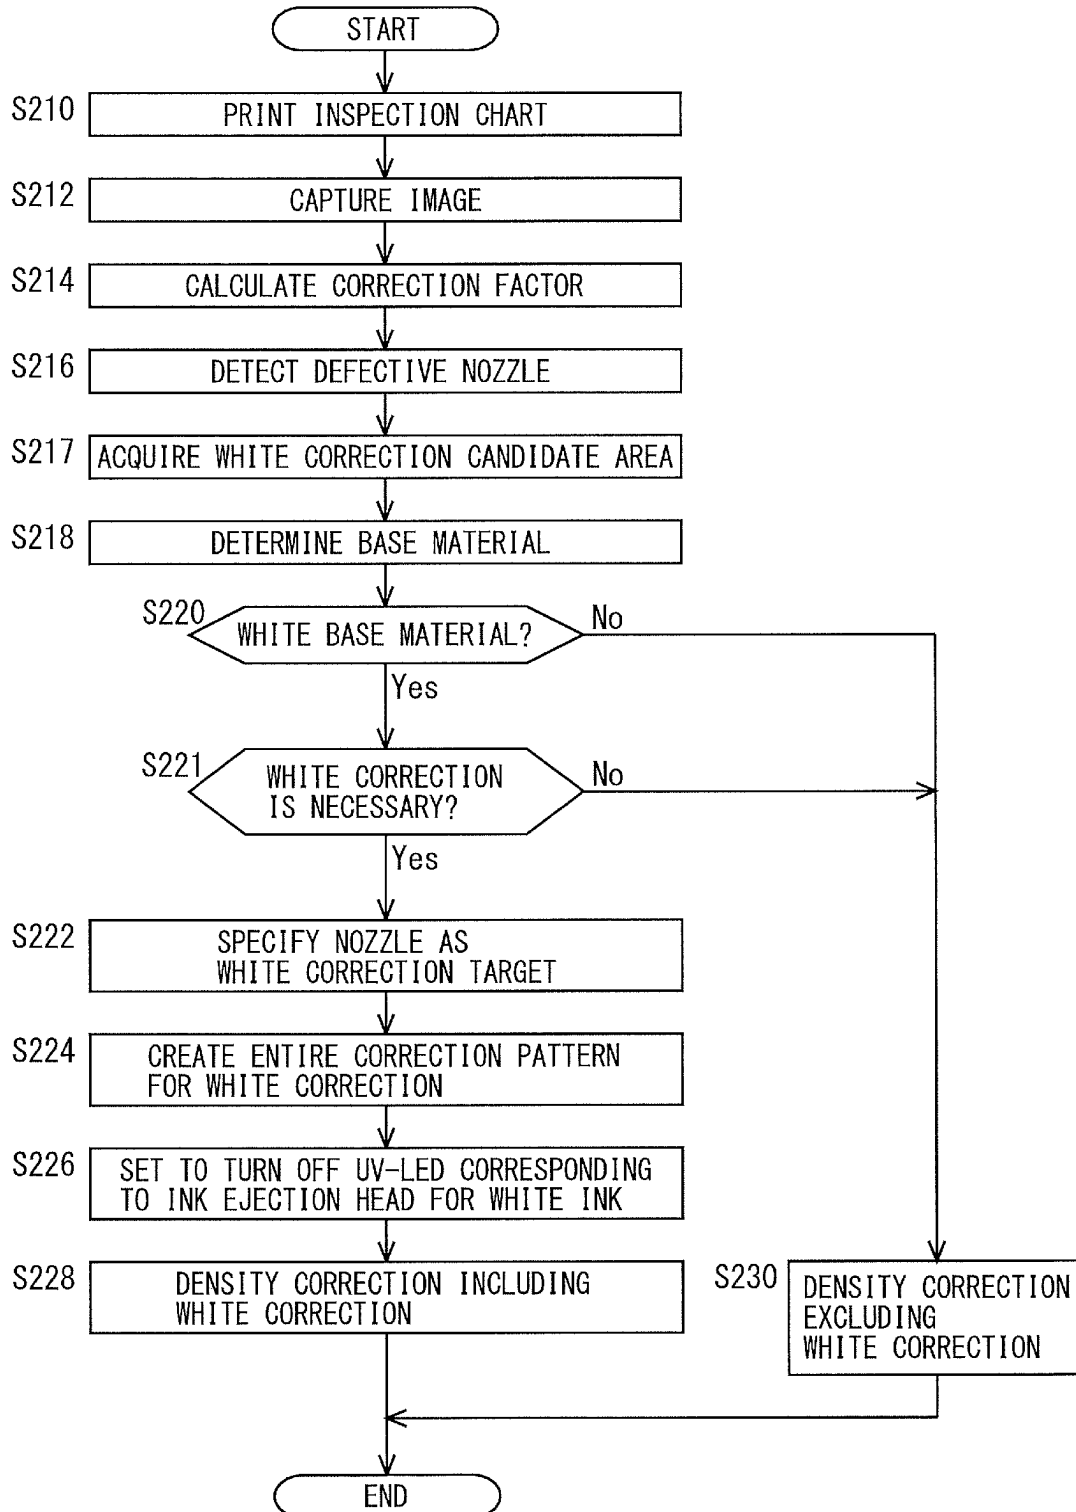 START
S210
PRINT INSPECTION CHART
S212
CAPTURE IMAGE
S214
CALCULATE CORRECTION FACTOR
S216
DETECT DEFECTIVE NOZZLE
S217
ACQUIRE WHITE CORRECTION CANDIDATE AREA
S218
DETERMINE BASE MATERIAL
S220
WHITE BASE MATERIAL?
No
Yes
S221
WHITE CORRECTION
IS NECESSARY?
No
Yes
S222
SPECIFY NOZZLE AS
WHITE CORRECTION TARGET
S224
CREATE ENTIRE CORRECTION PATTERN
FOR WHITE CORRECTION
S226
SET TO TURN OFF UV-LED CORRESPONDING
TO INK EJECTION HEAD FOR WHITE INK
S228
DENSITY CORRECTION INCLUDING
WHITE CORRECTION
S230
DENSITY CORRECTION
EXCLUDING
WHITE CORRECTION
END